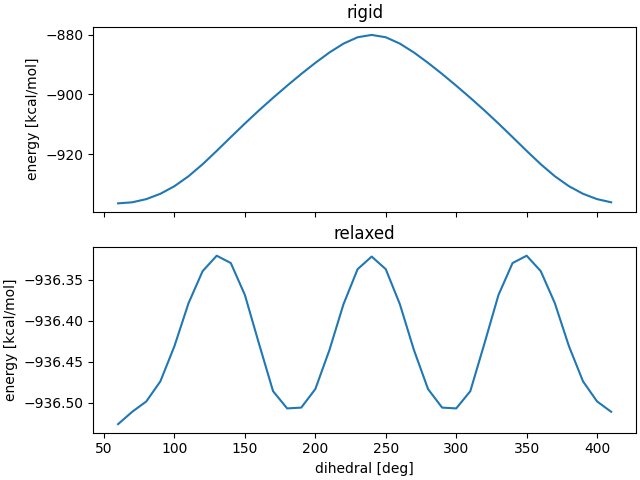 rigid
energy [kcal/mol]
−880
−900
−920
relaxed
energy [kcal/mol]
−936.35
−936.40
−936.45
−936.50
50 100 150 200 250 300 350 400
dihedral [deg]